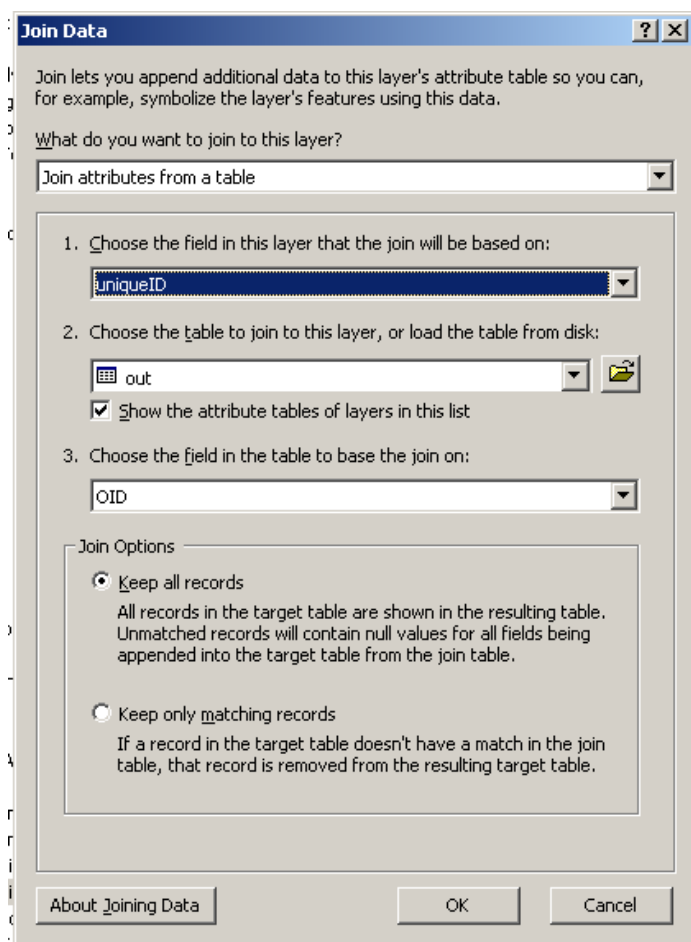 Join Data
Join lets you append additional data to this layer's attribute table so you can,
for example, symbolize the layer's features using this data.
What do you want to join to this layer?
Join attributes from a table
1. Choose the field in this layer that the join will be based on:
uniqueID
2. Choose the table to join to this layer, or load the table from disk:
out
Show the attribute tables of layers in this list
3. Choose the field in the table to base the join on:
OID
Join Options
Keep all records
All records in the target table are shown in the resulting table.
Unmatched records will contain null values for all fields being
appended into the target table from the join table.
Keep only matching records
If a record in the target table doesn't have a match in the join
table, that record is removed from the resulting target table.
About Joining Data
OK
Cancel